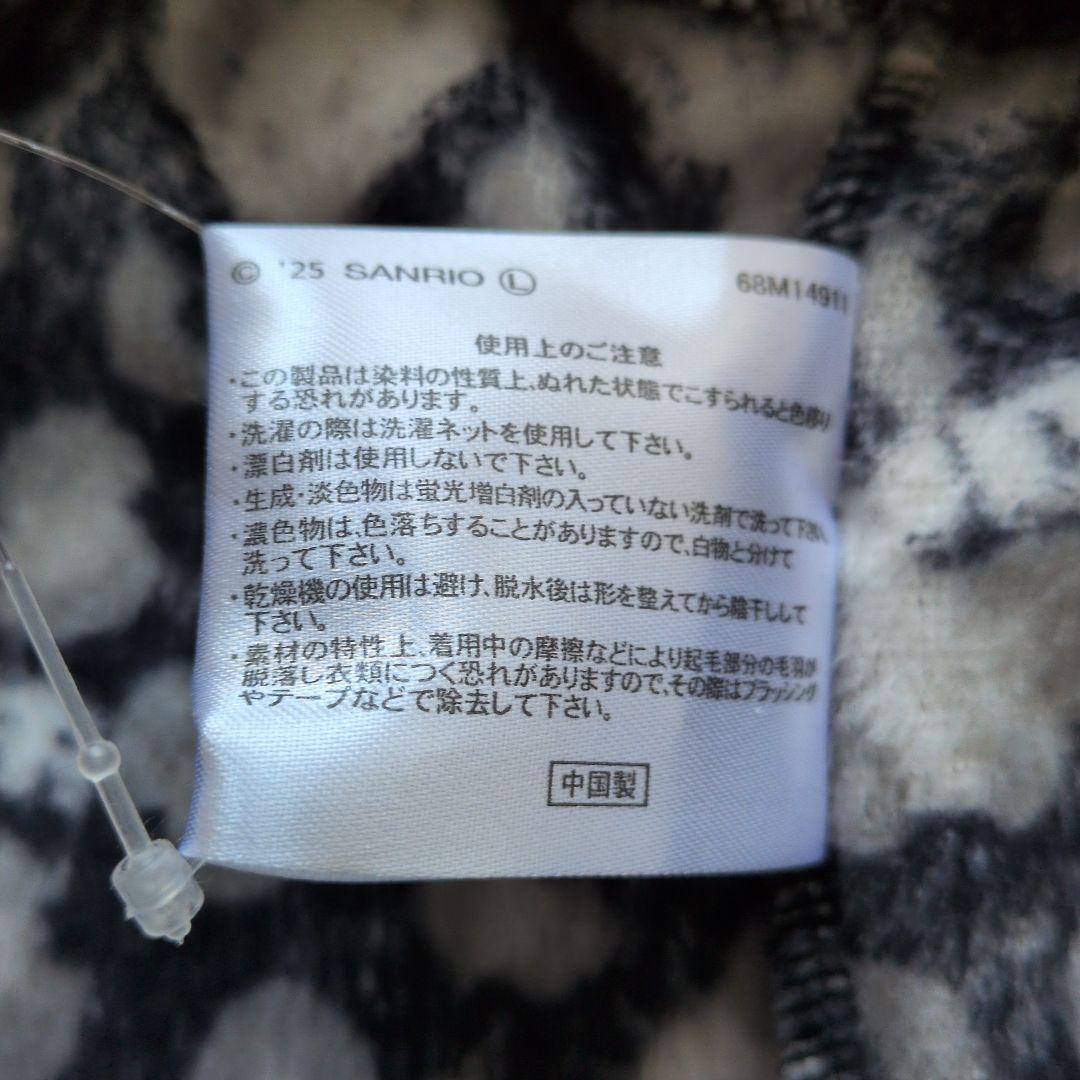 © '25 SANRIO Ⓛ 68M14911
使用上のご注意
・この製品は染料の性質上、ぬれた状態でこすられると色移り
する恐れがあります。
・洗濯の際は洗濯ネットを使用して下さい。
・漂白剤は使用しないで下さい。
・生成・淡色物は蛍光増白剤の入っていない洗剤で洗って下さい。
・濃色物は、色落ちすることがありますので、白物と分けて
洗って下さい。
・乾燥機の使用は避け、脱水後は形を整えてから陰干しして
下さい。
・素材の特性上、着用中の摩擦などにより起毛部分の毛羽が
脱落し衣類につく恐れがありますので、その際はブラッシング
やテープなどで除去して下さい。
中国製